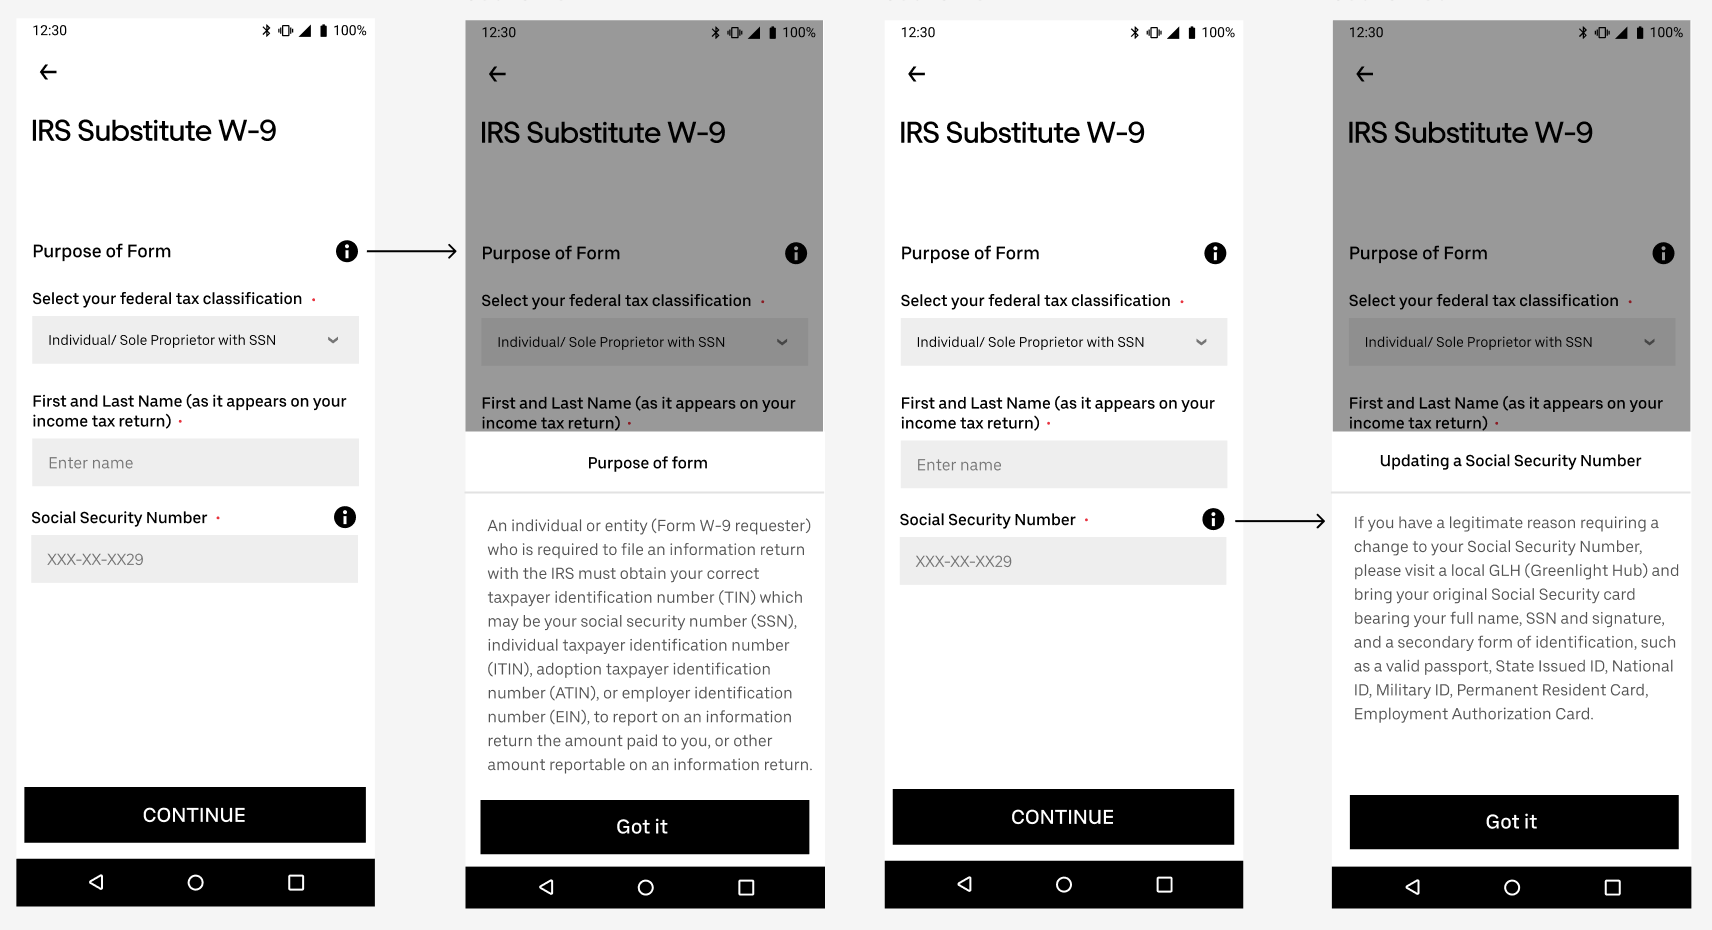 12:30
100%
IRS Substitute W-9
Purpose of Form
Select your federal tax classification •
Individual/ Sole Proprietor with SSN
First and Last Name (as it appears on your
income tax return) •
Enter name
Social Security Number •
XXX-XX-XX29
CONTINUE
12:30
100%
IRS Substitute W-9
Purpose of Form
Select your federal tax classification •
Individual/ Sole Proprietor with SSN
First and Last Name (as it appears on your
income tax return) •
Purpose of form
An individual or entity (Form W-9 requester)
who is required to file an information return
with the IRS must obtain your correct
taxpayer identification number (TIN) which
may be your social security number (SSN),
individual taxpayer identification number
(ITIN), adoption taxpayer identification
number (ATIN), or employer identification
number (EIN), to report on an information
return the amount paid to you, or other
amount reportable on an information return.
Got it
12:30
100%
IRS Substitute W-9
Purpose of Form
Select your federal tax classification •
Individual/ Sole Proprietor with SSN
First and Last Name (as it appears on your
income tax return) •
Enter name
Social Security Number •
XXX-XX-XX29
CONTINUE
12:30
100%
IRS Substitute W-9
Purpose of Form
Select your federal tax classification •
Individual/ Sole Proprietor with SSN
First and Last Name (as it appears on your
income tax return) •
Updating a Social Security Number
If you have a legitimate reason requiring a
change to your Social Security Number,
please visit a local GLH (Greenlight Hub) and
bring your original Social Security card
bearing your full name, SSN and signature,
and a secondary form of identification, such
as a valid passport, State Issued ID, National
ID, Military ID, Permanent Resident Card,
Employment Authorization Card.
Got it